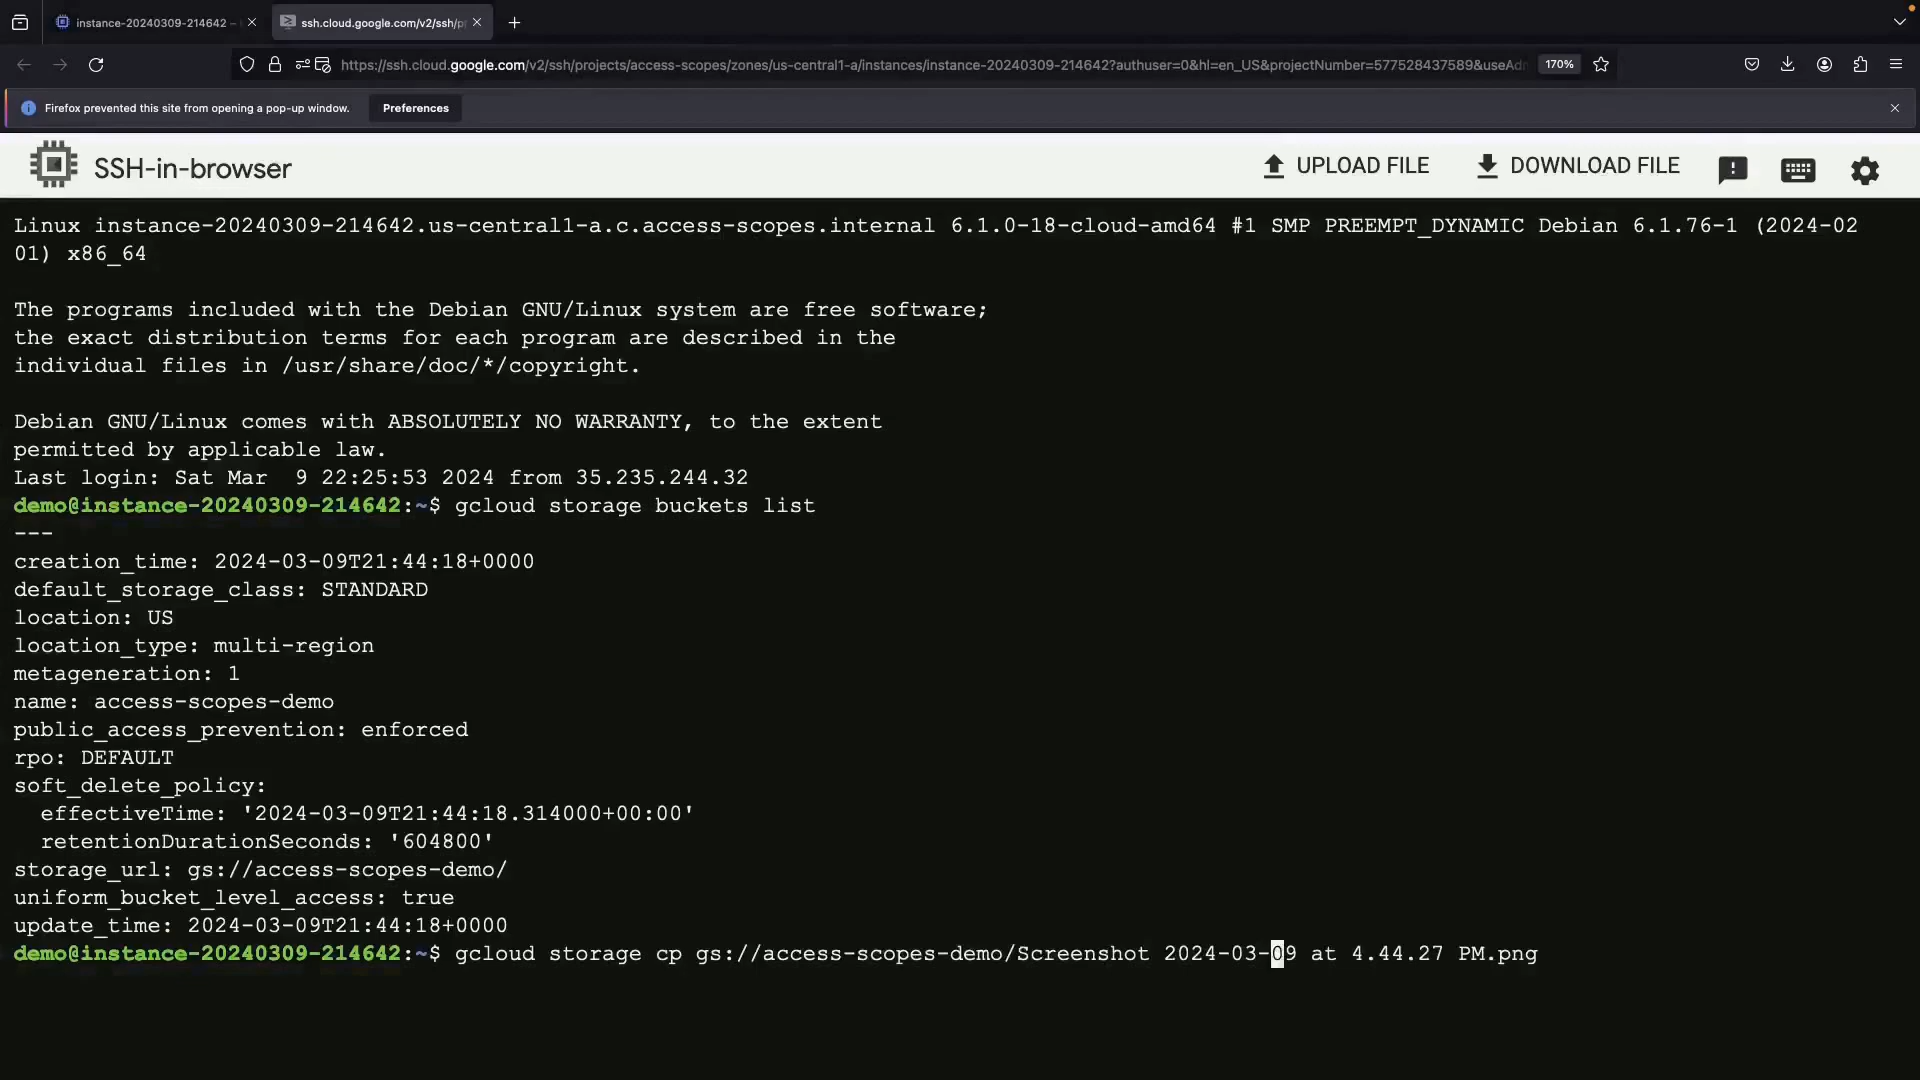 instance-20240309-214642 –
ssh.cloud.google.com/v2/ssh/p
https://ssh.cloud.google.com/v2/ssh/projects/access-scopes/zones/us-central1-a/instances/instance-20240309-214642?authuser=0&hl=en_US&projectNumber=577528437589&useAd
170%
Firefox prevented this site from opening a pop-up window.
Preferences
SSH-in-browser
UPLOAD FILE
DOWNLOAD FILE
Linux instance-20240309-214642.us-central1-a.c.access-scopes.internal 6.1.0-18-cloud-amd64 #1 SMP PREEMPT_DYNAMIC Debian 6.1.76-1 (2024-02
01) x86_64
The programs included with the Debian GNU/Linux system are free software;
the exact distribution terms for each program are described in the
individual files in /usr/share/doc/*/copyright.
Debian GNU/Linux comes with ABSOLUTELY NO WARRANTY, to the extent
permitted by applicable law.
Last login: Sat Mar  9 22:25:53 2024 from 35.235.244.32
demo@instance-20240309-214642:~$ gcloud storage buckets list
---
creation_time: 2024-03-09T21:44:18+0000
default_storage_class: STANDARD
location: US
location_type: multi-region
metageneration: 1
name: access-scopes-demo
public_access_prevention: enforced
rpo: DEFAULT
soft_delete_policy:
  effectiveTime: '2024-03-09T21:44:18.314000+00:00'
  retentionDurationSeconds: '604800'
storage_url: gs://access-scopes-demo/
uniform_bucket_level_access: true
update_time: 2024-03-09T21:44:18+0000
demo@instance-20240309-214642:~$ gcloud storage cp gs://access-scopes-demo/Screenshot 2024-03-09 at 4.44.27 PM.png